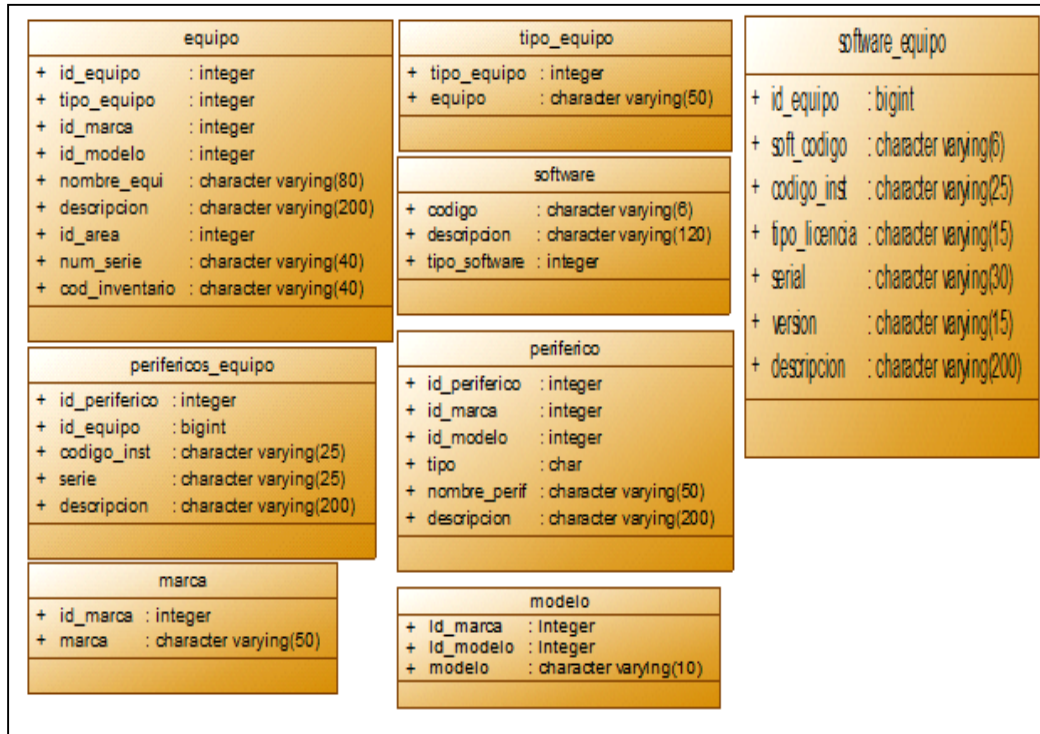 equipo
+ id_equipo : integer
+ tipo_equipo : integer
+ id_marca : integer
+ id_modelo : integer
+ nombre_equi : character varying(80)
+ descripcion : character varying(200)
+ id_area : integer
+ num_serie : character varying(40)
+ cod_inventario : character varying(40)
tipo_equipo
+ tipo_equipo : integer
+ equipo : character varying(50)
software
+ codigo : character varying(6)
+ descripcion : character varying(120)
+ tipo_software : integer
software_equipo
+ id_equipo : bigint
+ soft_codigo : character varying(6)
+ codigo_inst : character varying(25)
+ tipo_licencia : character varying(15)
+ serial : character varying(30)
+ version : character varying(15)
+ descripcion : character varying(200)
perifericos_equipo
+ id_periferico : integer
+ id_equipo : bigint
+ codigo_inst : character varying(25)
+ serie : character varying(25)
+ descripcion : character varying(200)
periferico
+ id_periferico : integer
+ id_marca : integer
+ id_modelo : integer
+ tipo : char
+ nombre_perif : character varying(50)
+ descripcion : character varying(200)
marca
+ id_marca : integer
+ marca : character varying(50)
modelo
+ id_marca : integer
+ id_modelo : integer
+ modelo : character varying(10)